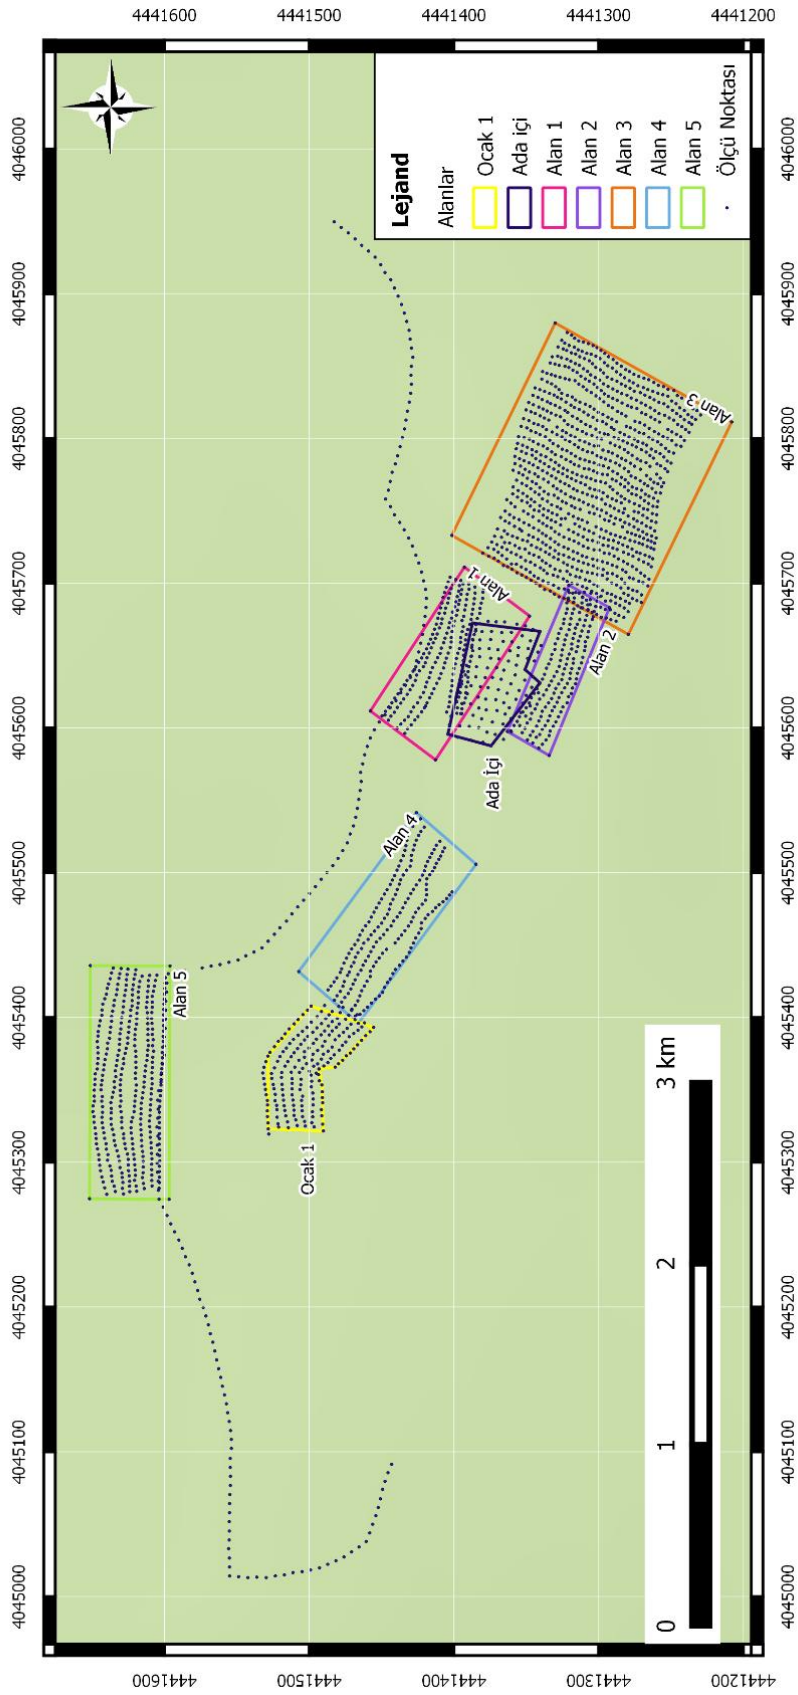 4441600 4441500 4441400 4441300 4441200
4046000
4045900
4045800
4045700
4045600
4045500
4045400
4045300
4045200
4045100
4045000
Lejand
Alanlar
Ocak 1
Ada içi
Alan 1
Alan 2
Alan 3
Alan 4
Alan 5
Ölçü Noktası
Alan 3
Alan 1
Alan 2
Ada İçi
Alan 4
Alan 5
Ocak 1
0 1 2 3 km
4046000
4045900
4045800
4045700
4045600
4045500
4045400
4045300
4045200
4045100
4045000
4441600 4441500 4441400 4441300 4441200